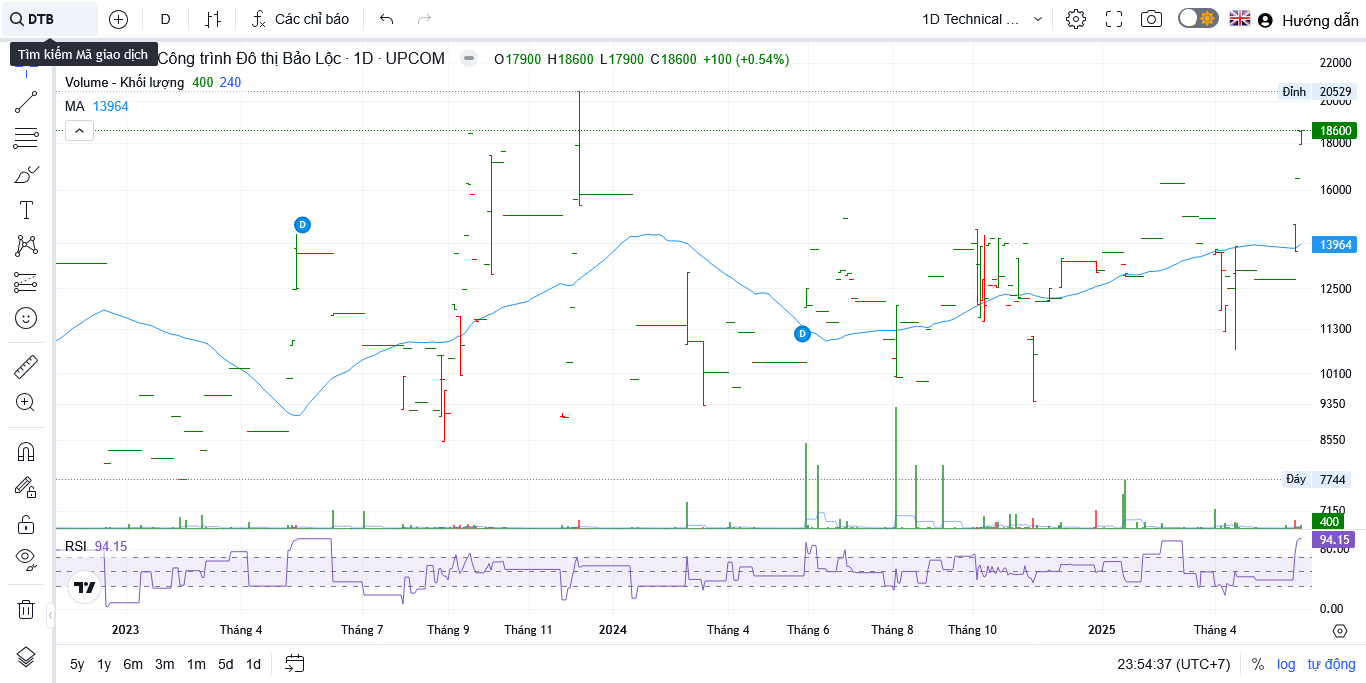 DTB
D
Các chỉ báo
1D Technical ...
Hướng dẫn
Tìm kiếm Mã giao dịch
Công trình Đô thị Bảo Lộc · 1D · UPCOM
O17900 H18600 L17900 C18600 +100 (+0.54%)
Volume - Khối lượng 400 240
MA 13964
22000
Đỉnh 20529
20000
18600
18000
16000
D
13964
12500
D
11300
10100
9350
8550
Đáy 7744
7150
400
RSI 94.15
94.15
80.00
0.00
2023 Tháng 4 Tháng 7 Tháng 9 Tháng 11 2024 Tháng 4 Tháng 6 Tháng 8 Tháng 10 2025 Tháng 4
5y 1y 6m 3m 1m 5d 1d
23:54:37 (UTC+7) % log tự động